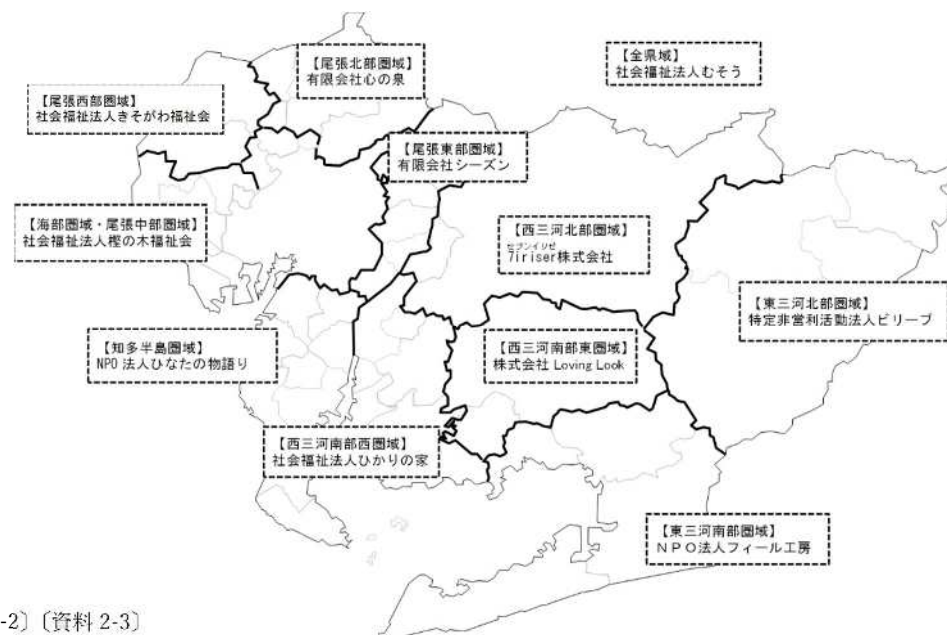 【尾張北部圏域】
有限会社心の泉
【全県域】
社会福祉法人むそう
【尾張西部圏域】
社会福祉法人きそがわ福祉会
【尾張東部圏域】
有限会社シーズン
【海部圏域・尾張中部圏域】
社会福祉法人樫の木福祉会
【西三河北部圏域】
7iriser株式会社
【東三河北部圏域】
特定非営利活動法人ビリーブ
【知多半島圏域】
NPO 法人ひなたの物語り
【西三河南部東圏域】
株式会社 Loving Look
【西三河南部西圏域】
社会福祉法人ひかりの家
【東三河南部圏域】
ＮＰＯ法人フィール工房
-2］〔資料 2-3〕